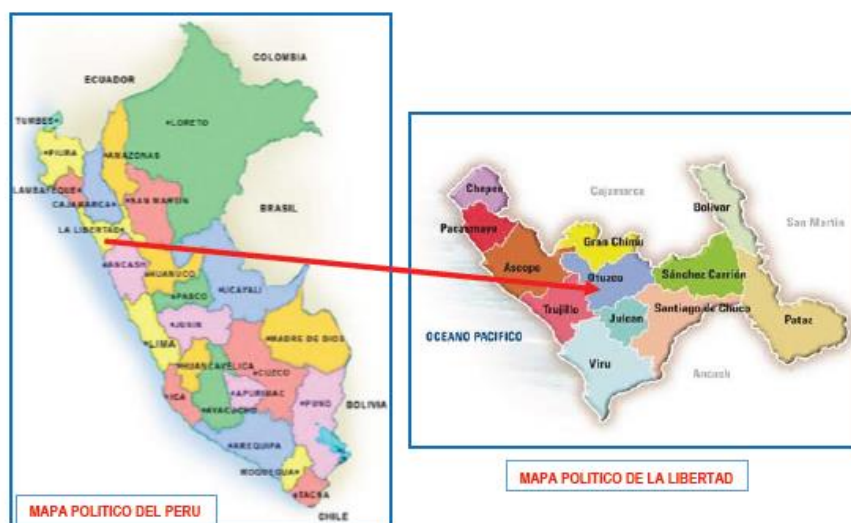 COLOMBIA
ECUADOR
TUMBES
LORETO
PIURA
AMAZONAS
LAMBAYEQUE
CAJAMARCA
SAN MARTIN
BRASIL
LA LIBERTAD
ANCASH
HUANUCO
UCAYALI
PASCO
JUNIN
LIMA
MADRE DE DIOS
HUANCAVELICA
CUZCO
ICA
APURIMAC
PUNO
AYACUCHO
BOLIVIA
AREQUIPA
MOQUEGUA
TACNA
CHILE
MAPA POLITICO DEL PERU
Chepen
Cajamarca
Bolivar
San Martin
Pacasmayo
Gran Chimu
Ascope
Otuzco
Sánchez Carrión
Trujillo
Santiago de Chuco
Julcan
Pataz
OCEANO PACIFICO
Viru
Ancash
MAPA POLITICO DE LA LIBERTAD